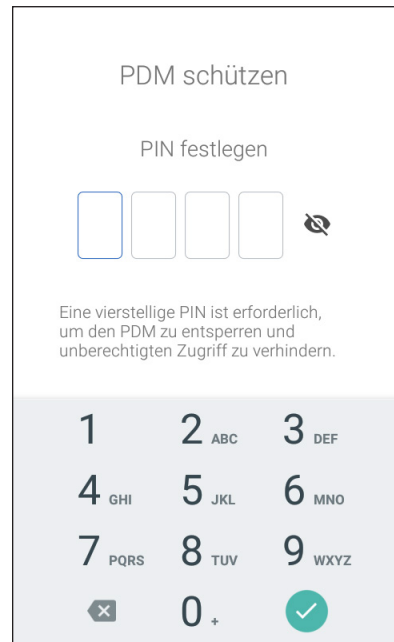 PDM schützen
PIN festlegen
Eine vierstellige PIN ist erforderlich,
um den PDM zu entsperren und
unberechtigten Zugriff zu verhindern.
1 2 ABC 3 DEF
4 GHI 5 JKL 6 MNO
7 PQRS 8 TUV 9 WXYZ
0 +